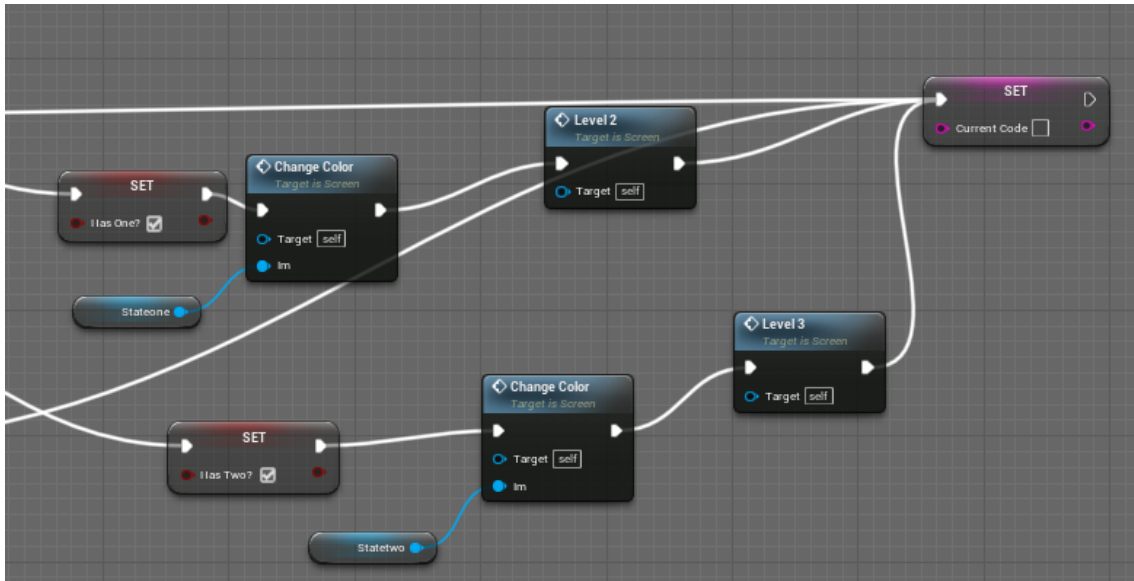 SET
Current Code
Level 2
Target is Screen
Target self
Change Color
Target is Screen
Target self
Im
SET
Has One?
Stateone
Level 3
Target is Screen
Target self
Change Color
Target is Screen
Target self
Im
SET
Has Two?
Statetwo